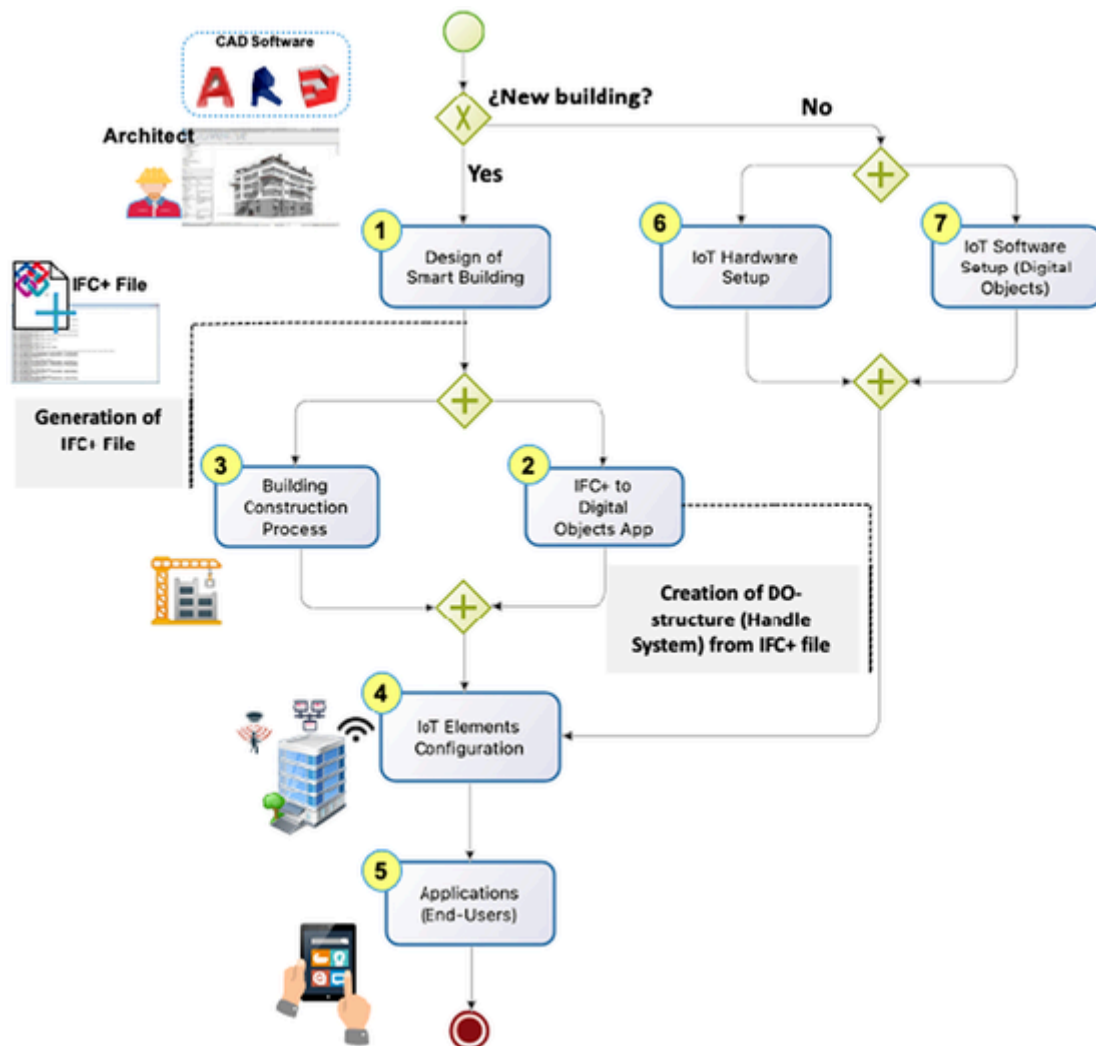 CAD Software
Architect
¿New building?
No
Yes
1
Design of
Smart Building
6
IoT Hardware
Setup
7
IoT Software
Setup (Digital
Objects)
IFC+ File
Generation of
IFC+ File
3
Building
Construction
Process
2
IFC+ to
Digital
Objects App
Creation of DO-
structure (Handle
System) from IFC+ file
4
IoT Elements
Configuration
5
Applications
(End-Users)